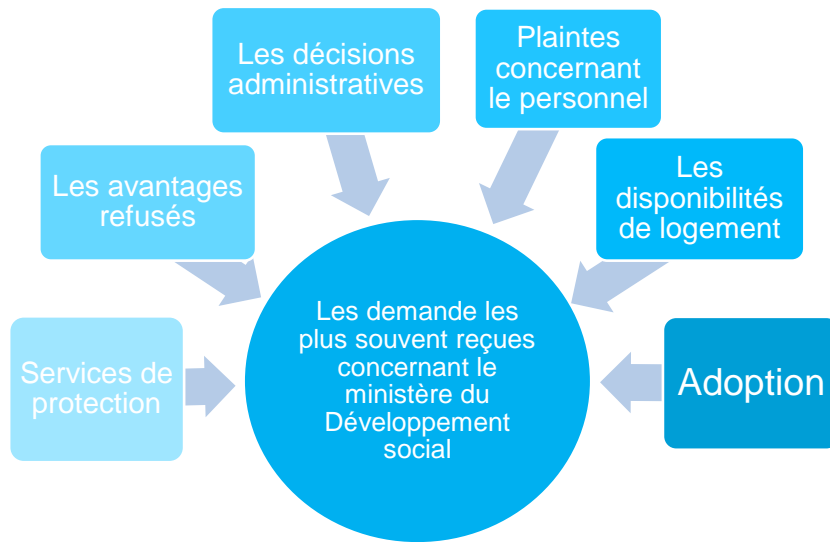 Les décisions
administratives
Plaintes
concernant
le personnel
Les avantages
refusés
Les
disponibilités
de logement
Services de
protection
Les demande les
plus souvent reçues
concernant le
ministère du
Développement
social
Adoption